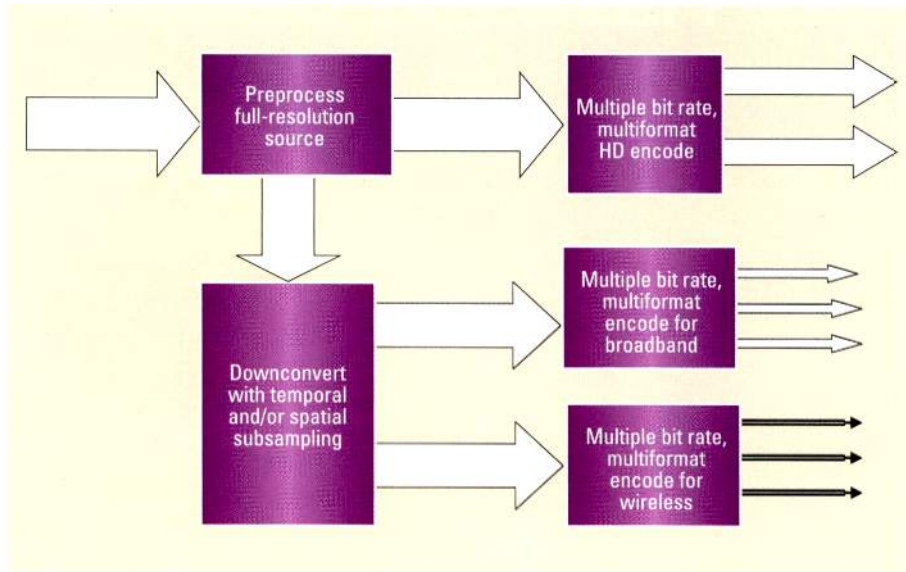 Preprocess
full-resolution
source
Multiple bit rate,
multiformat
HD encode
Downconvert
with temporal
and/or spatial
subsampling
Multiple bit rate,
multiformat
encode for
broadband
Multiple bit rate,
multiformat
encode for
wireless